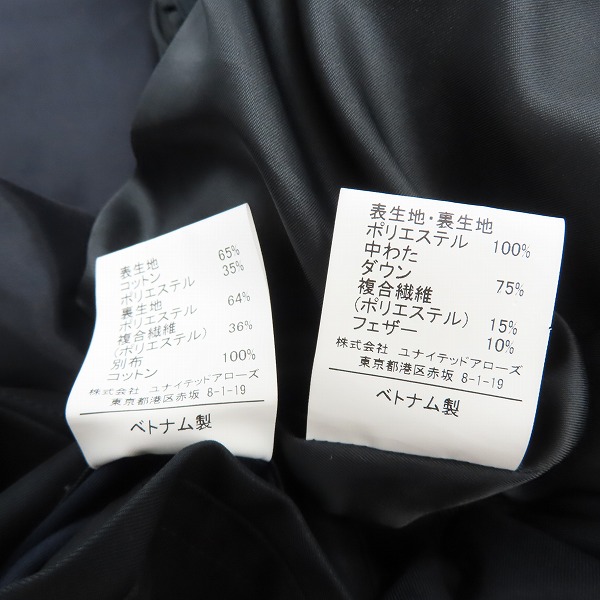 表生地
コットン 65%
ポリエステル 35%
裏生地
ポリエステル 64%
複合繊維
(ポリエステル) 36%
別布
コットン 100%
株式会社 ユナイテッドアローズ
東京都港区赤坂 8-1-19
ベトナム製
表生地・裏生地
ポリエステル 100%
中わた
ダウン 75%
複合繊維
(ポリエステル) 15%
フェザー 10%
株式会社 ユナイテッドアローズ
東京都港区赤坂 8-1-19
ベトナム製